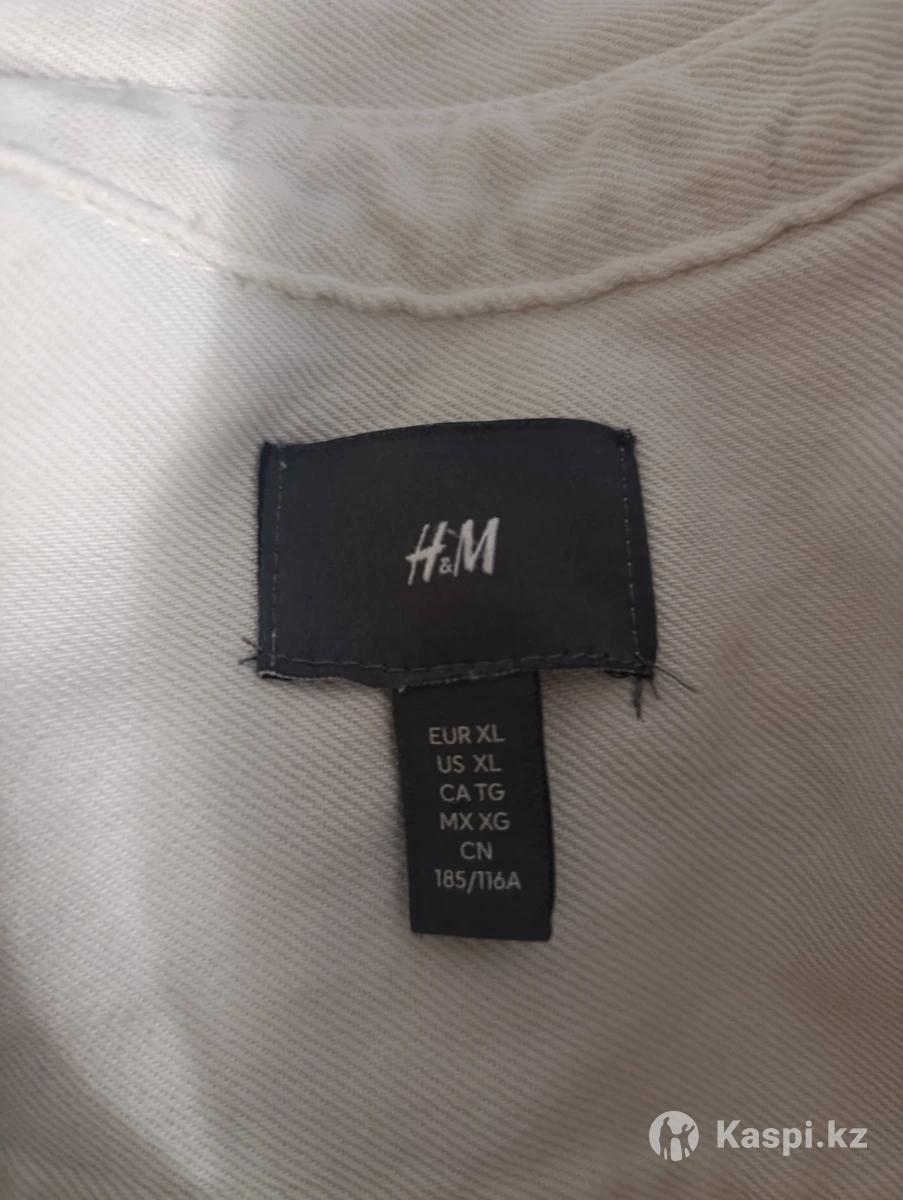 H&M
EUR XL
US XL
CA TG
MX XG
CN
185/116A
Kaspi.kz